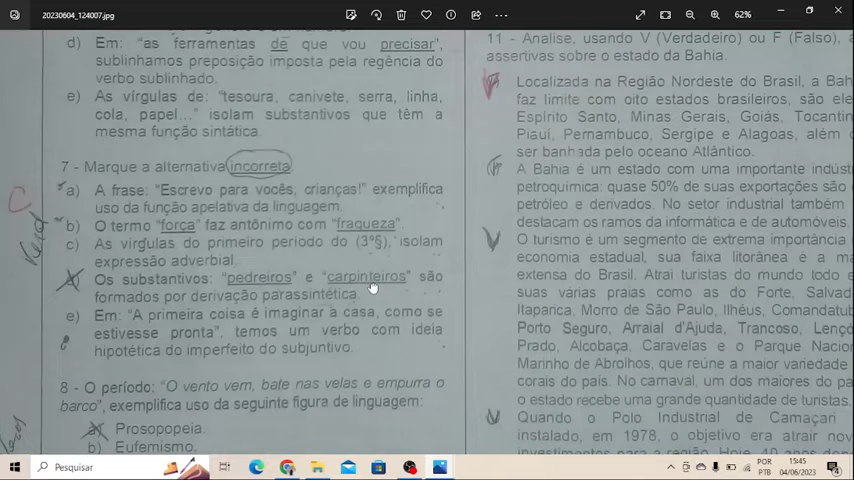 20230604_124007.jpg
62%
d) Em: "as ferramentas de que vou precisar",
sublinhamos preposição imposta pela regência do
verbo sublinhado.
e) As vírgulas de: "tesoura, canivete, serra, linha,
cola, papel..." isolam substantivos que têm a
mesma função sintática.
7 - Marque a alternativa incorreta
a) A frase: "Escrevo para vocês, crianças!" exemplifica
uso da função apelativa da linguagem.
b) O termo "força" faz antônimo com "fraqueza".
c) As vírgulas do primeiro período do (3º§), isolam
expressão adverbial.
Os substantivos: "pedreiros" e "carpinteiros" são
formados por derivação parassintética.
e) Em: "A primeira coisa é imaginar a casa, como se
estivesse pronta", temos um verbo com ideia
hipotética do imperfeito do subjuntivo.
8 - O período: "O vento vem, bate nas velas e empurra o
barco", exemplifica uso da seguinte figura de linguagem:
a) Prosopopeia.
b) Eufemismo.
11 - Analise, usando V (Verdadeiro) ou F (Falso), a
assertivas sobre o estado da Bahia.
Localizada na Região Nordeste do Brasil, a Bah
faz limite com oito estados brasileiros, são ele
Espírito Santo, Minas Gerais, Goiás, Tocantin
Piauí, Pernambuco, Sergipe e Alagoas, além d
ser banhada pelo oceano Atlântico.
A Bahia é um estado com uma importante indúst
petroquímica: quase 50% de suas exportações são d
petróleo e derivados. No setor industrial também s
destacam os ramos da informática e de automóveis.
O turismo é um segmento de extrema importância
economia estadual, sua faixa litorânea é a ma
extensa do Brasil. Atrai turistas do mundo todo e
suas várias praias como as do Forte, Salvad
Itaparica, Morro de São Paulo, Ilhéus, Comandatub
Porto Seguro, Arraial d'Ajuda, Trancoso, Lençó
Prado, Alcobaça, Caravelas e o Parque Nacio
Marinho de Abrolhos, que reúne a maior variedade
corais do país. No carnaval, um dos maiores do pa
o estado recebe uma grande quantidade de turistas.
Quando o Polo Industrial de Camaçari
instalado, em 1978, o objetivo era atrair nov
investimentos para a região. Hoje, 40 anos depo
Pesquisar
POR
PTB
15:45
04/06/2023
4